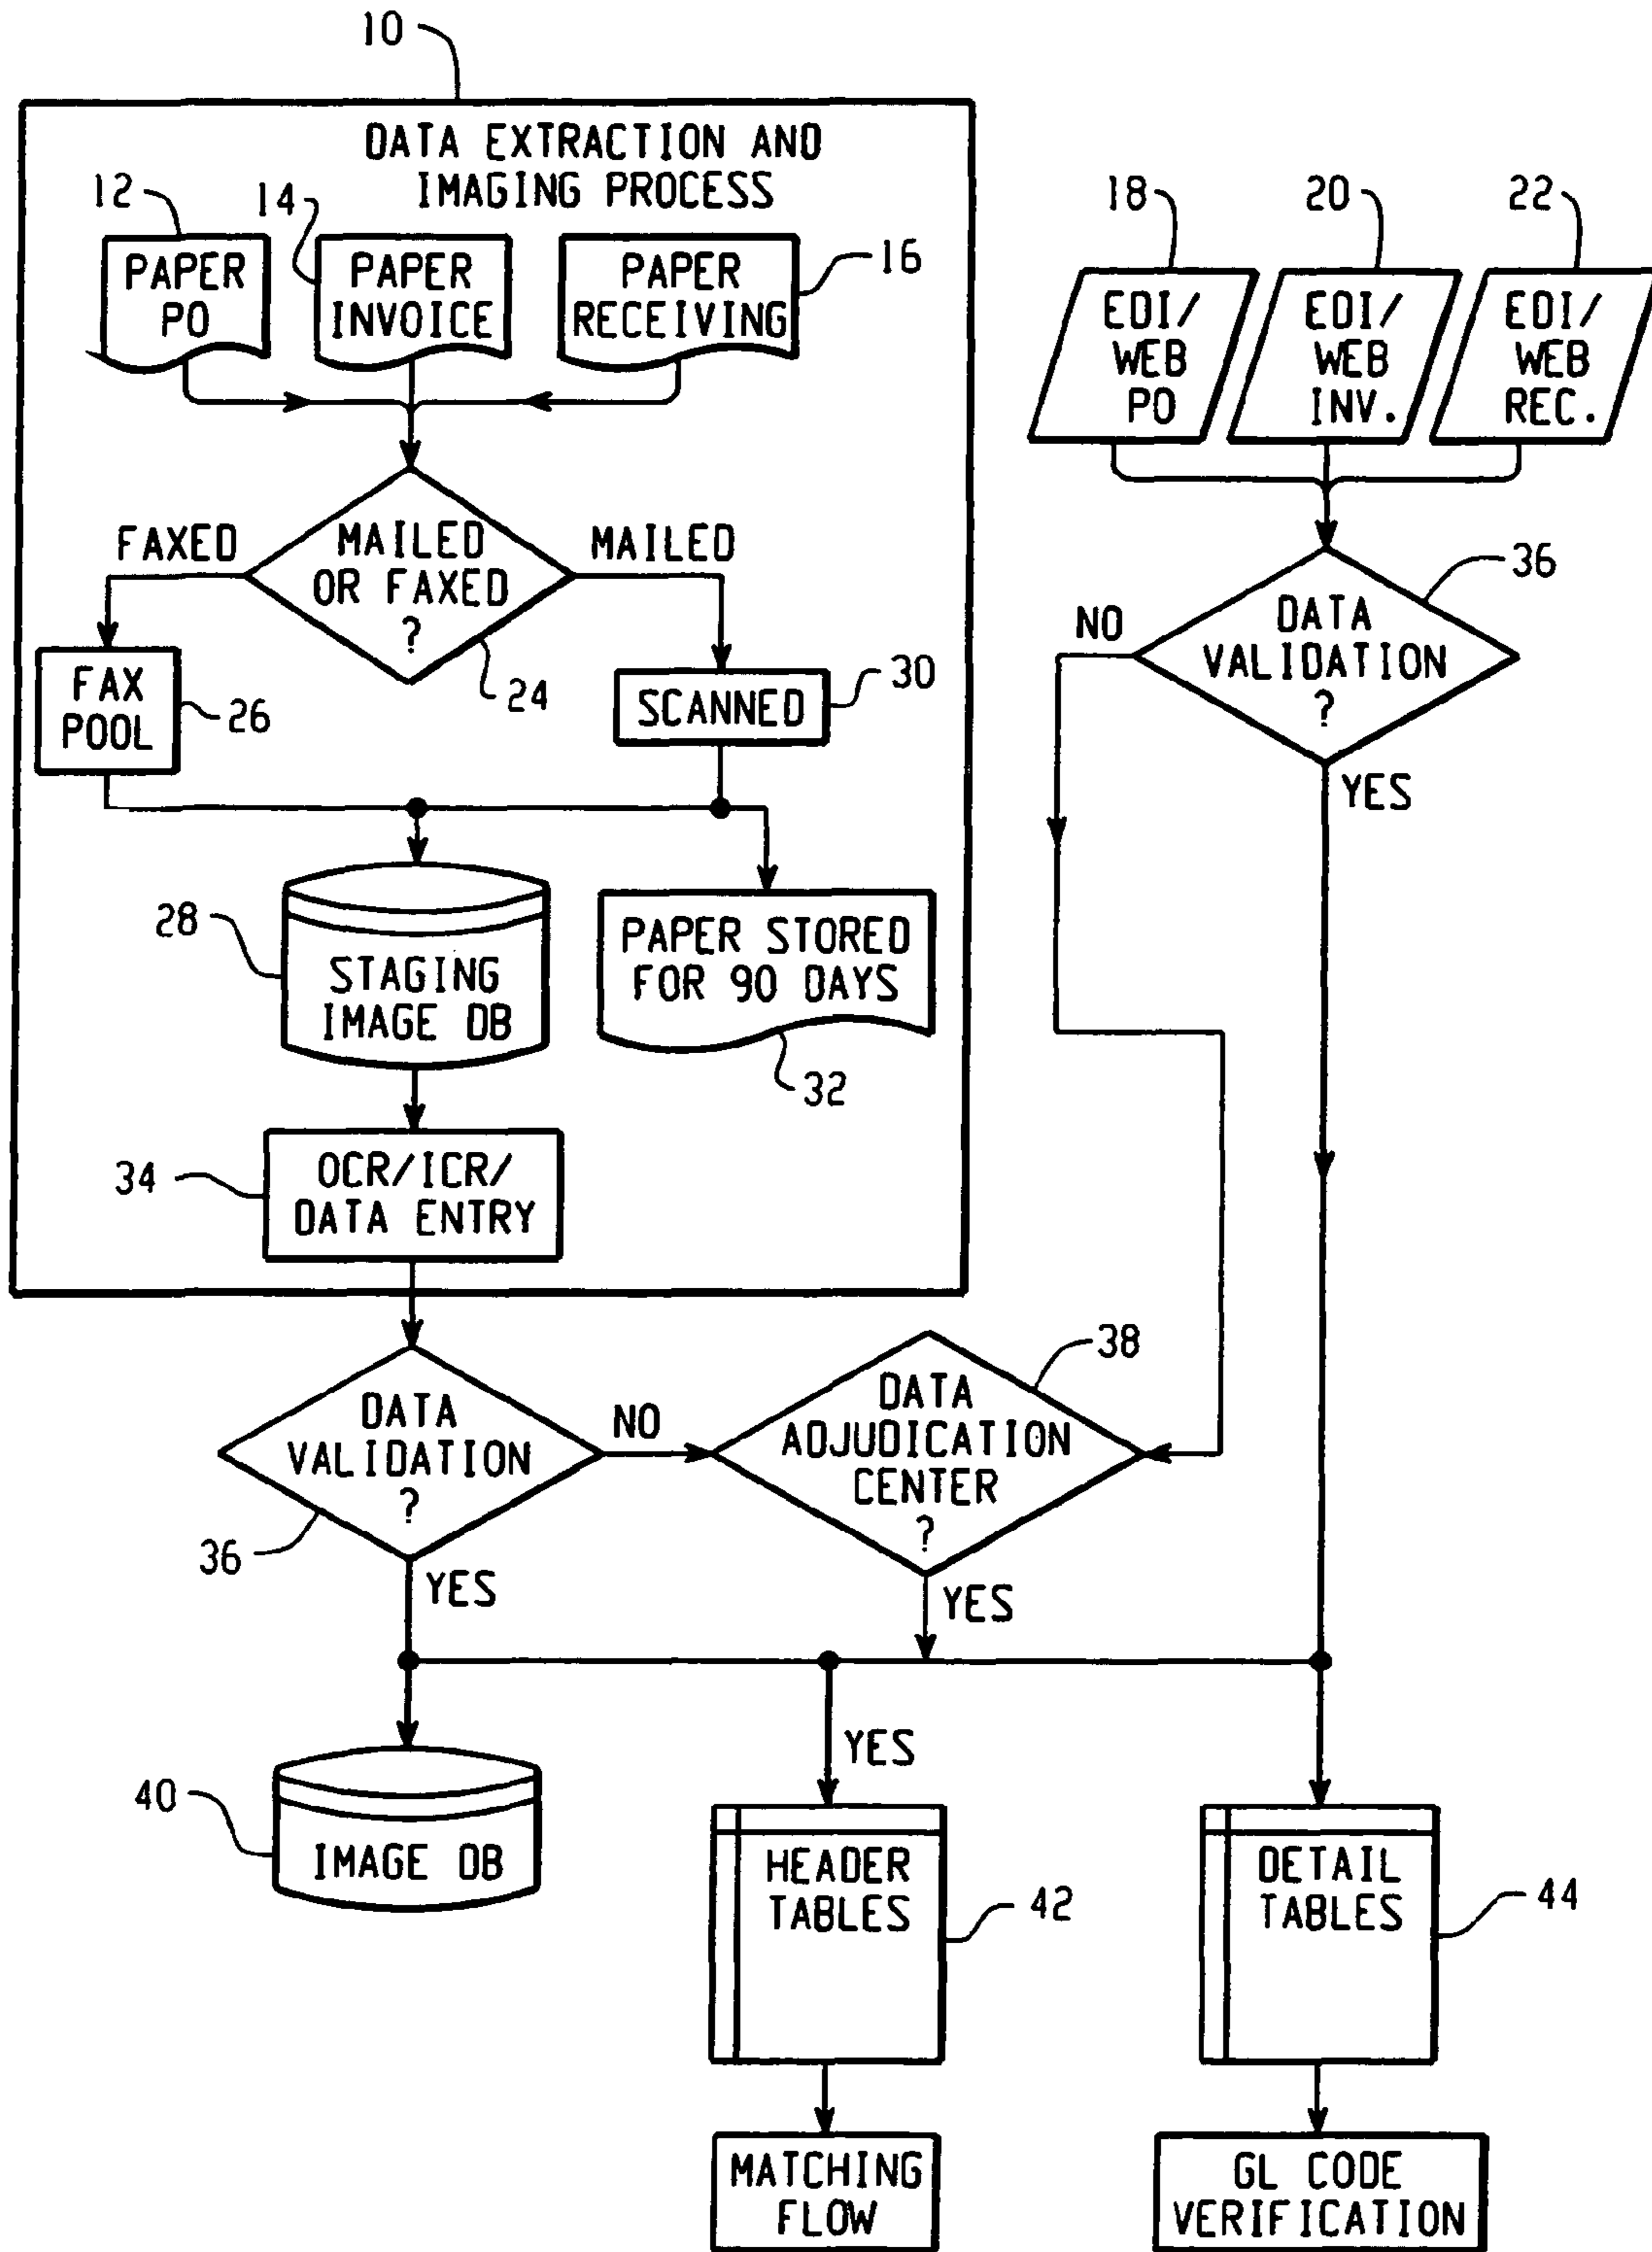 10
DATA EXTRACTION AND
IMAGING PROCESS
12
14
16
18
20
22
PAPER
PO
PAPER
INVOICE
PAPER
RECEIVING
EDI/
WEB
PO
EDI/
WEB
INV.
EDI/
WEB
REC.
FAXED
MAILED
OR FAXED
?
MAILED
24
FAX
POOL
26
SCANNED
30
36
NO
DATA
VALIDATION
?
YES
28
STAGING
IMAGE DB
PAPER STORED
FOR 90 DAYS
32
34
OCR/ICR/
DATA ENTRY
DATA
VALIDATION
?
36
NO
YES
38
DATA
ADJUDICATION
CENTER
?
YES
YES
40
IMAGE DB
HEADER
TABLES
42
DETAIL
TABLES
44
MATCHING
FLOW
GL CODE
VERIFICATION